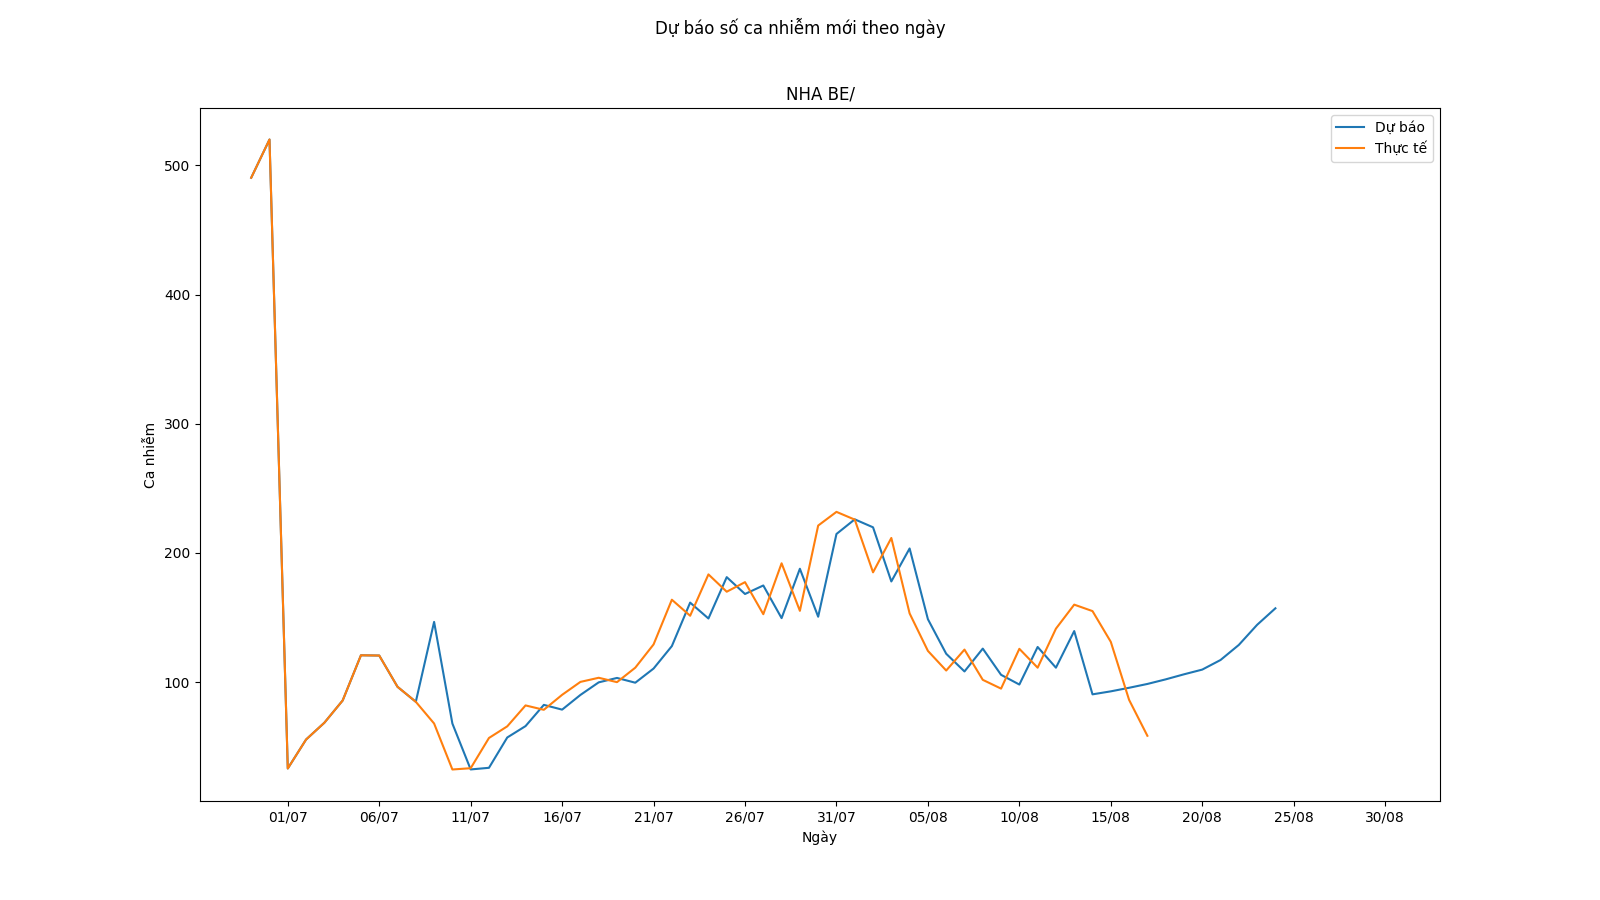 Dự báo số ca nhiễm mới theo ngày
NHA BE/
Dự báo
Thực tế
500
400
300
200
100
Ca nhiễm
01/07 06/07 11/07 16/07 21/07 26/07 31/07 05/08 10/08 15/08 20/08 25/08 30/08
Ngày